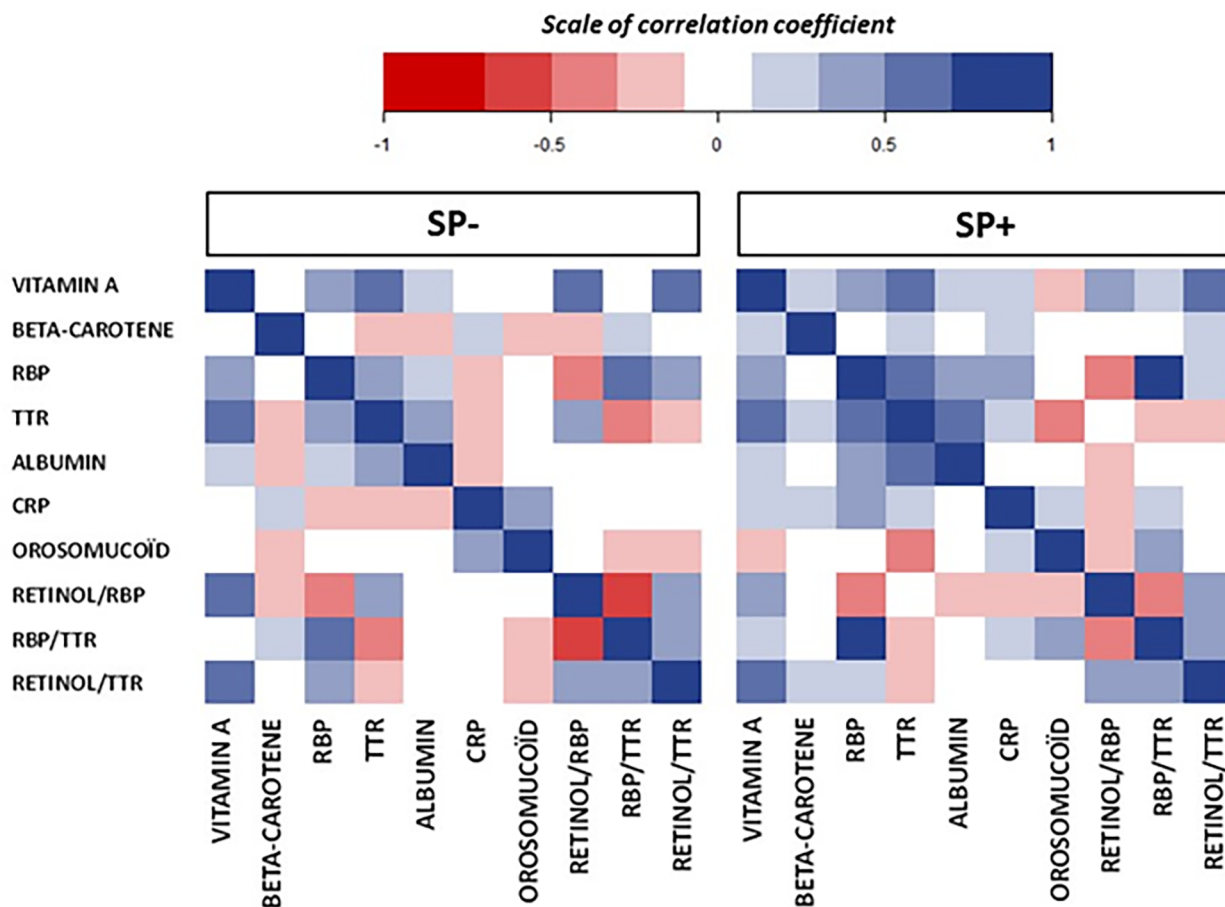 Scale of correlation coefficient
-1 -0.5 0 0.5 1
SP- SP+
VITAMIN A
BETA-CAROTENE
RBP
TTR
ALBUMIN
CRP
OROSOMUCOÏD
RETINOL/RBP
RBP/TTR
RETINOL/TTR
VITAMIN A
BETA-CAROTENE
RBP
TTR
ALBUMIN
CRP
OROSOMUCOÏD
RETINOL/RBP
RBP/TTR
RETINOL/TTR
VITAMIN A
BETA-CAROTENE
RBP
TTR
ALBUMIN
CRP
OROSOMUCOÏD
RETINOL/RBP
RBP/TTR
RETINOL/TTR